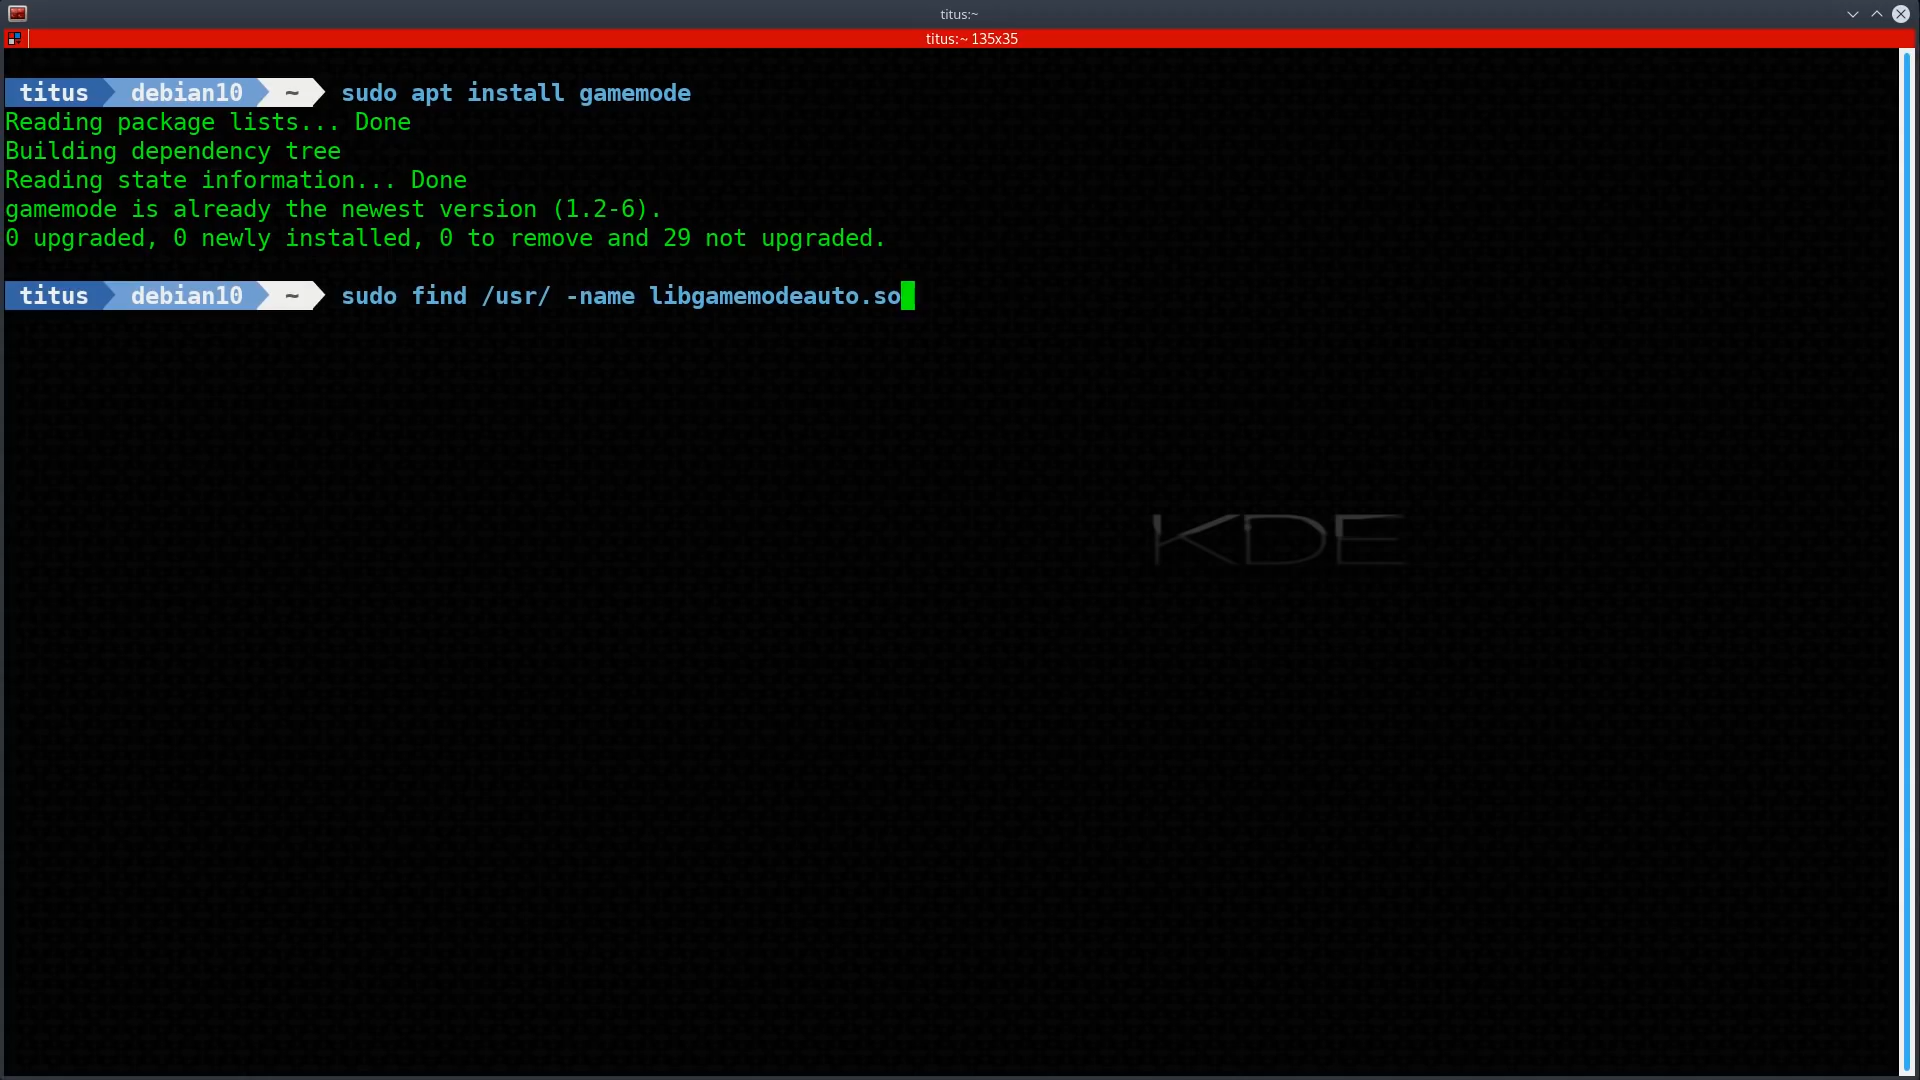 titus:~
titus:~ 135x35
titus debian10 ~ sudo apt install gamemode
Reading package lists... Done
Building dependency tree
Reading state information... Done
gamemode is already the newest version (1.2-6).
0 upgraded, 0 newly installed, 0 to remove and 29 not upgraded.
titus debian10 ~ sudo find /usr/ -name libgamemodeauto.so
KDE